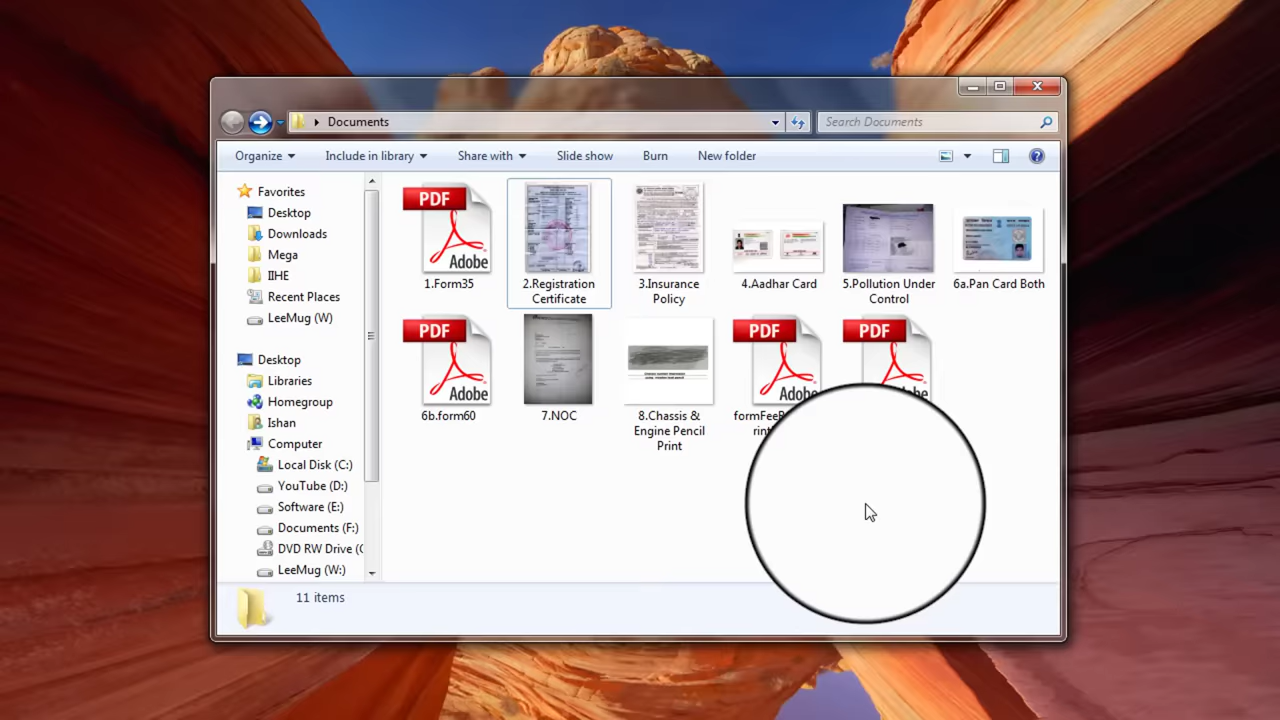 Documents
Search Documents
Organize
Include in library
Share with
Slide show
Burn
New folder
Favorites
Desktop
Downloads
Mega
IIHE
Recent Places
LeeMug (W)
Desktop
Libraries
Homegroup
Ishan
Computer
Local Disk (C:)
YouTube (D:)
Software (E:)
Documents (F:)
DVD RW Drive (
LeeMug (W:)
PDF
Adobe
1.Form35
2.Registration
Certificate
3.Insurance
Policy
4.Aadhar Card
5.Pollution Under
Control
6a.Pan Card Both
PDF
Adobe
6b.form60
7.NOC
8.Chassis &
Engine Pencil
Print
PDF
Adobe
PDF
Adobe
11 items